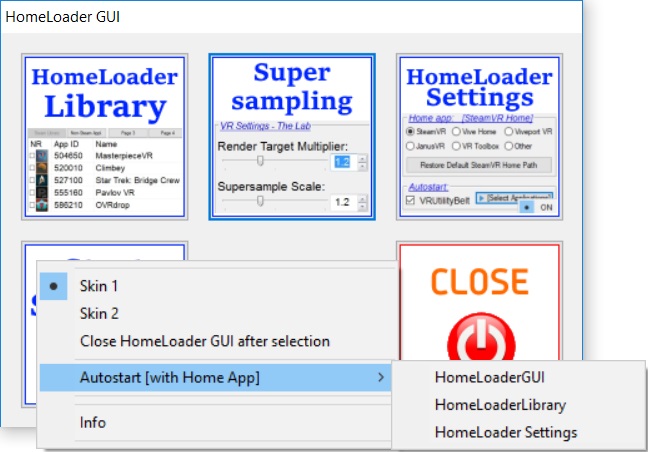 HomeLoader GUI
HomeLoader
Library
Non-Steam Appl. Page 3 Page 4
NR App ID Name
504650 MasterpieceVR
520010 Climbey
527100 Star Trek: Bridge Crew
555160 Pavlov VR
586210 OVRdrop
Super
sampling
VR Settings - The Lab
Render Target Multiplier:
1.2
Supersample Scale:
1.2
HomeLoader
Settings
Home app: [SteamVR Home]
SteamVR Vive Home Viveport VR
JanusVR VR Toolbox Other
Restore Default SteamVR Home Path
Autostart:
VRUtilityBelt [Select Applications]
ON
CLOSE
Skin 1
Skin 2
Close HomeLoader GUI after selection
Autostart [with Home App]
Info
HomeLoaderGUI
HomeLoaderLibrary
HomeLoader Settings